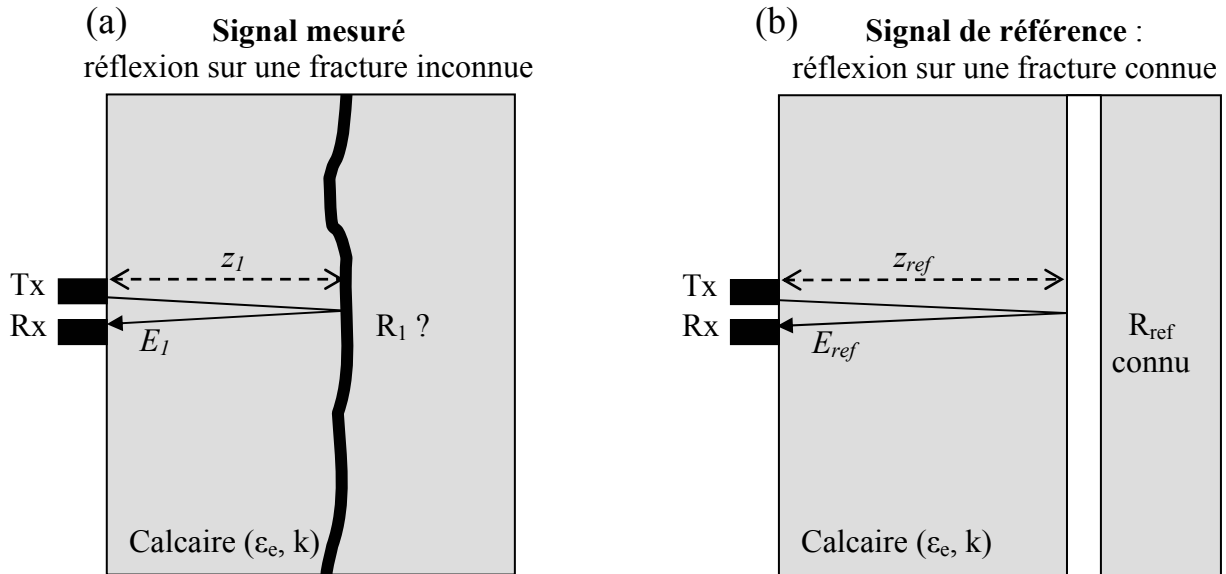 (a)
Signal mesuré
réflexion sur une fracture inconnue
z1
Tx
Rx
E1
R1 ?
Calcaire (εe, k)
(b)
Signal de référence :
réflexion sur une fracture connue
zref
Tx
Rx
Eref
Rref
connu
Calcaire (εe, k)